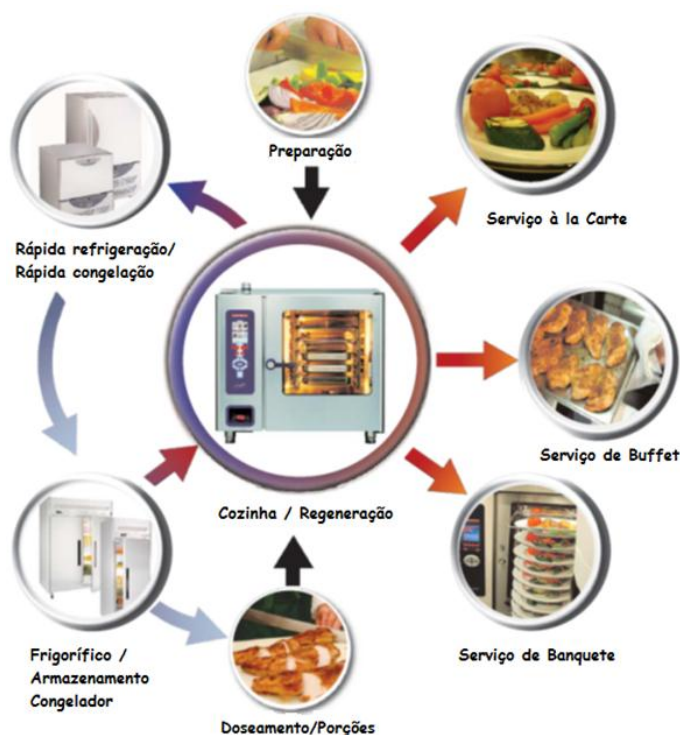 Preparação
Serviço à la Carte
Rápida refrigeração/
Rápida congelação
Serviço de Buffet
Cozinha / Regeneração
Frigorífico /
Armazenamento
Congelador
Serviço de Banquete
Doseamento/Porções